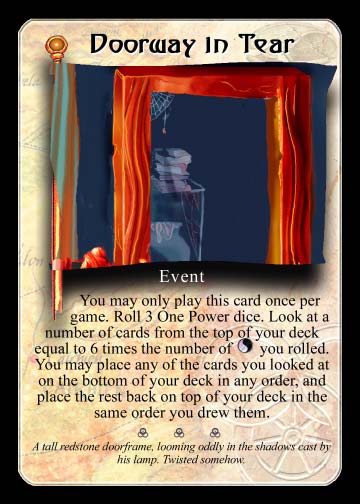 Doorway in Tear
Event
You may only play this card once per
game. Roll 3 One Power dice. Look at a
number of cards from the top of your deck
equal to 6 times the number of ☯ you rolled.
You may place any of the cards you looked at
on the bottom of your deck in any order, and
place the rest back on top of your deck in the
same order you drew them.
A tall redstone doorframe, looming oddly in the shadows cast by
his lamp. Twisted somehow.